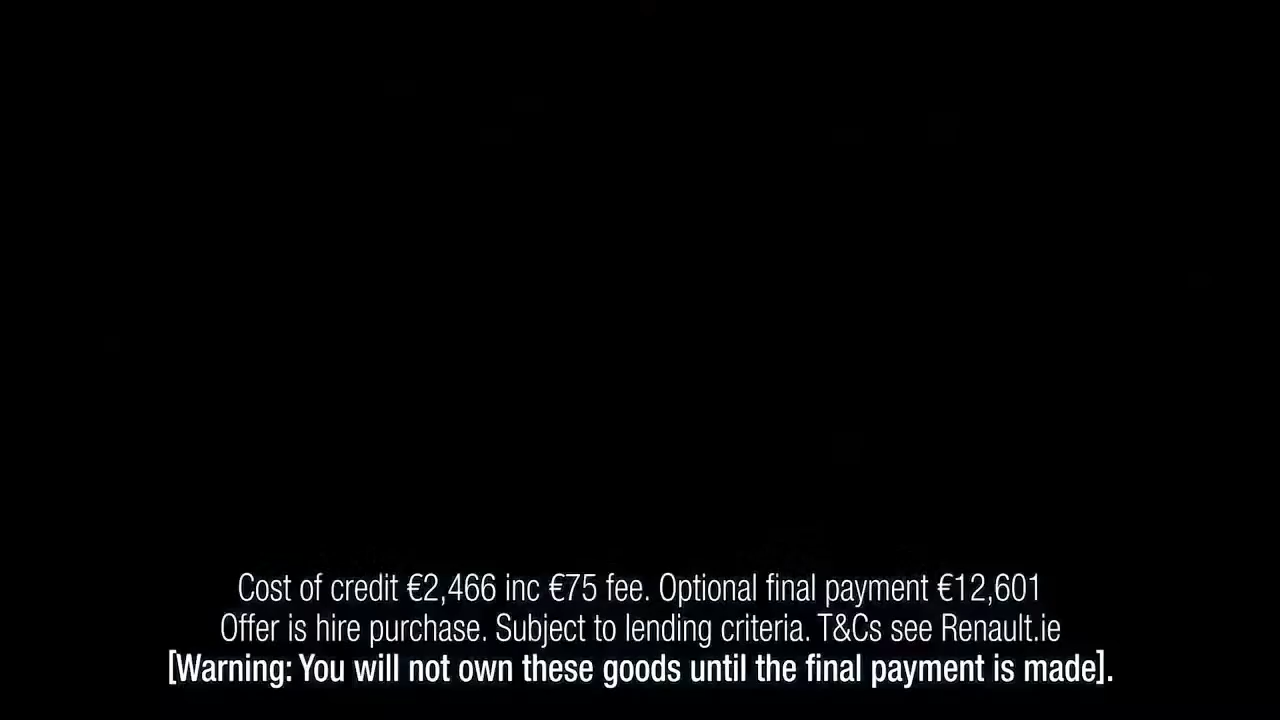 Cost of credit €2,466 inc €75 fee. Optional final payment €12,601
Offer is hire purchase. Subject to lending criteria. T&Cs see Renault.ie
[Warning: You will not own these goods until the final payment is made].